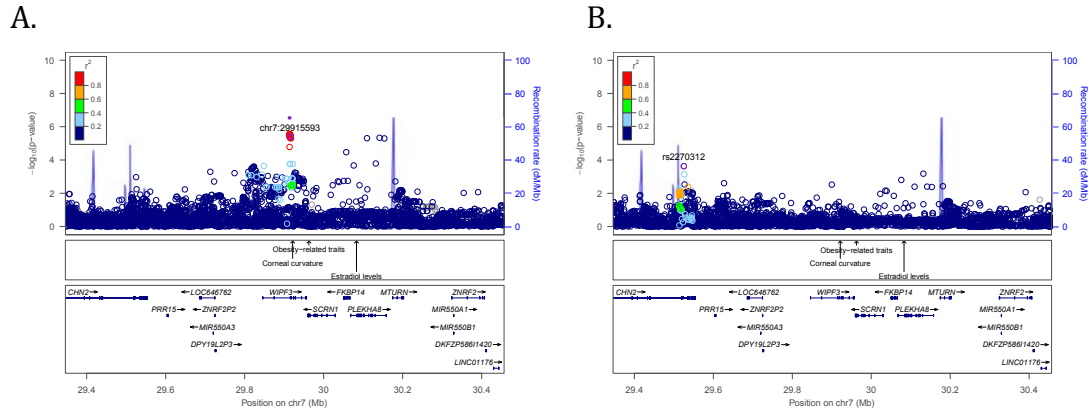 A.
B.
10
8
6
4
2
0
−log10(p−value)
r2
0.8
0.6
0.4
0.2
chr7:29915593
100
80
60
40
20
0
Recombination rate (cM/Mb)
Obesity−related traits
Corneal curvature
Estradiol levels
CHN2→ ←LOC646762 WIPF3→ ←FKBP14 MTURN→ ZNRF2→
PRR15→ ←ZNRF2P2 ←SCRN1 PLEKHA8→ MIR550A1→
←MIR550A3 ←MIR550B1
DPY19L2P3→ DKFZP586I1420→
LINC01176→
29.4 29.6 29.8 30 30.2 30.4
Position on chr7 (Mb)
10
8
6
4
2
0
−log10(p−value)
r2
0.8
0.6
0.4
0.2
rs2270312
100
80
60
40
20
0
Recombination rate (cM/Mb)
Obesity−related traits
Corneal curvature
Estradiol levels
CHN2→ ←LOC646762 WIPF3→ ←FKBP14 MTURN→ ZNRF2→
PRR15→ ←ZNRF2P2 ←SCRN1 PLEKHA8→ MIR550A1→
←MIR550A3 ←MIR550B1
DPY19L2P3→ DKFZP586I1420→
LINC01176→
29.4 29.6 29.8 30 30.2 30.4
Position on chr7 (Mb)